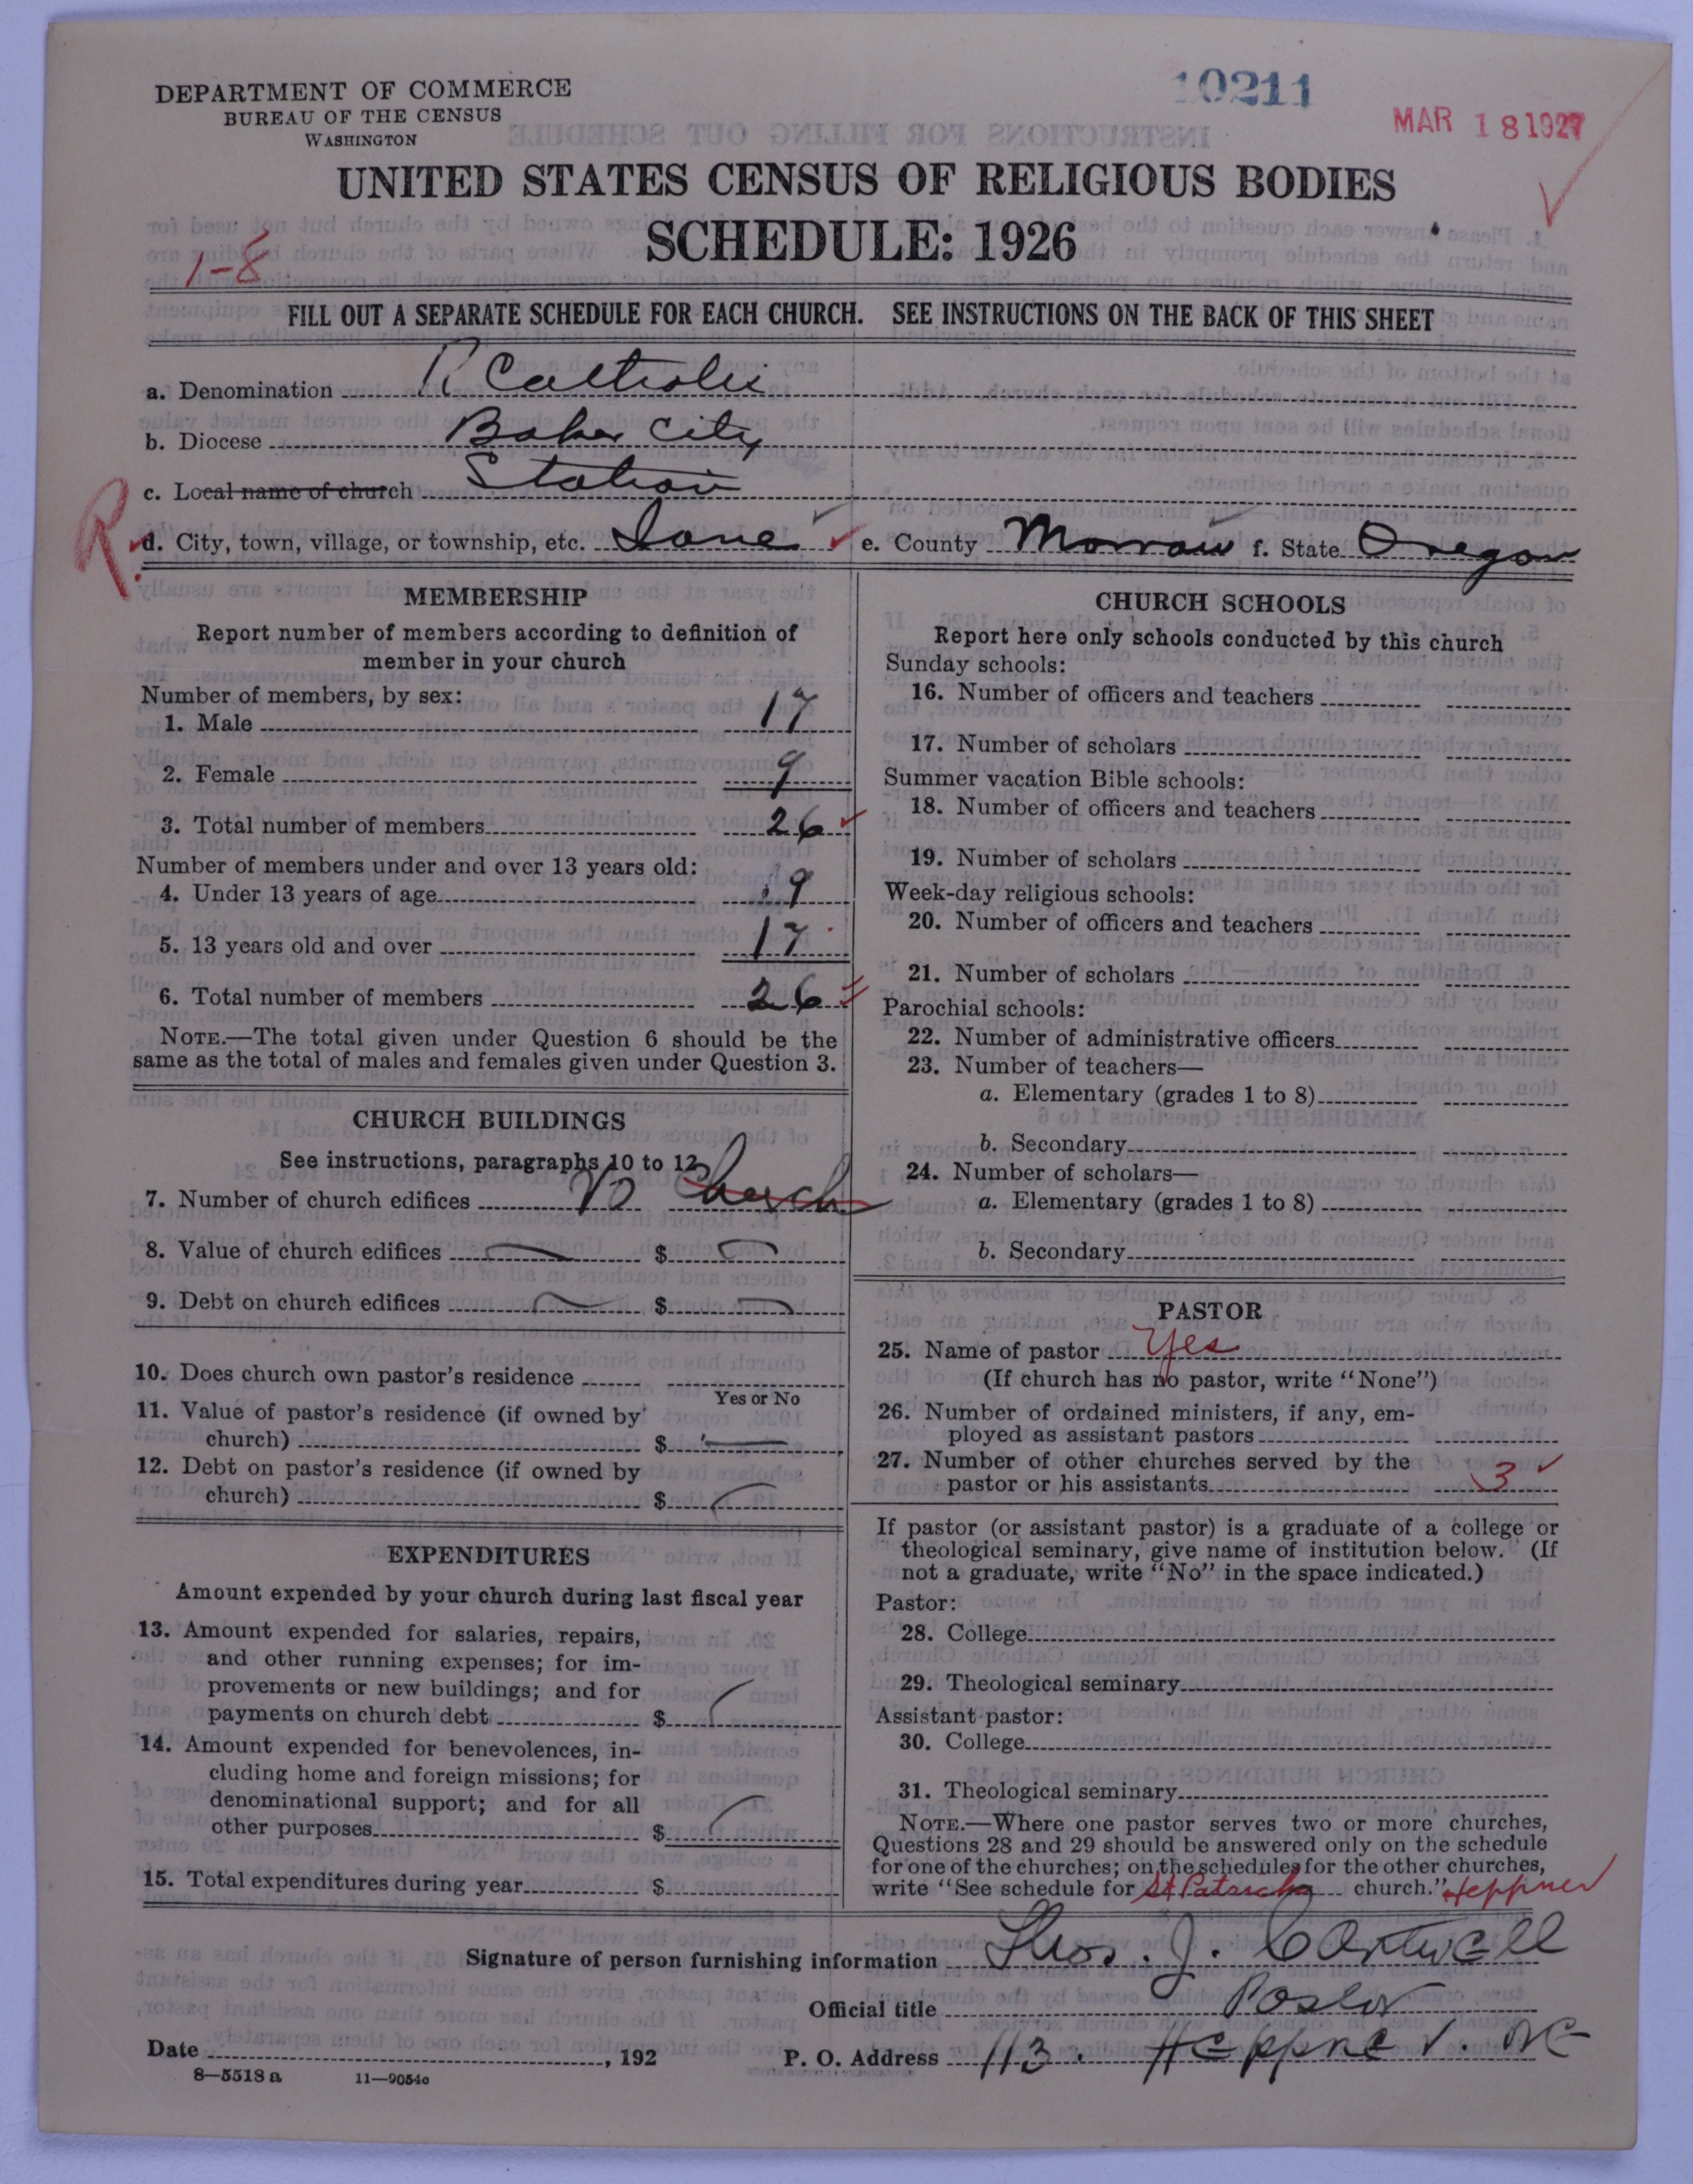 DEPARTMENT OF COMMERCE
BUREAU OF THE CENSUS
WASHINGTON
10211
MAR 18 1927
UNITED STATES CENSUS OF RELIGIOUS BODIES
SCHEDULE: 1926
1-8
FILL OUT A SEPARATE SCHEDULE FOR EACH CHURCH. SEE INSTRUCTIONS ON THE BACK OF THIS SHEET
a. Denomination R Catholic
b. Diocese Baker City
c. Local name of church Station
R.
d. City, town, village, or township, etc. Ione e. County Morrow f. State Oregon
MEMBERSHIP
Report number of members according to definition of
member in your church
Number of members, by sex:
1. Male 17
2. Female 9
3. Total number of members 26
Number of members under and over 13 years old:
4. Under 13 years of age 9
5. 13 years old and over 17
6. Total number of members 26
NOTE.—The total given under Question 6 should be the
same as the total of males and females given under Question 3.
CHURCH BUILDINGS
See instructions, paragraphs 10 to 12
7. Number of church edifices No Church
8. Value of church edifices $
9. Debt on church edifices $
10. Does church own pastor's residence
Yes or No
11. Value of pastor's residence (if owned by
church) $
12. Debt on pastor's residence (if owned by
church) $
EXPENDITURES
Amount expended by your church during last fiscal year
13. Amount expended for salaries, repairs,
and other running expenses; for im-
provements or new buildings; and for
payments on church debt $
14. Amount expended for benevolences, in-
cluding home and foreign missions; for
denominational support; and for all
other purposes $
15. Total expenditures during year $
CHURCH SCHOOLS
Report here only schools conducted by this church
Sunday schools:
16. Number of officers and teachers
17. Number of scholars
Summer vacation Bible schools:
18. Number of officers and teachers
19. Number of scholars
Week-day religious schools:
20. Number of officers and teachers
21. Number of scholars
Parochial schools:
22. Number of administrative officers
23. Number of teachers—
a. Elementary (grades 1 to 8)
b. Secondary
24. Number of scholars—
a. Elementary (grades 1 to 8)
b. Secondary
PASTOR
25. Name of pastor Yes
(If church has no pastor, write "None")
26. Number of ordained ministers, if any, em-
ployed as assistant pastors
27. Number of other churches served by the
pastor or his assistants 3
If pastor (or assistant pastor) is a graduate of a college or
theological seminary, give name of institution below. (If
not a graduate, write "No" in the space indicated.)
Pastor:
28. College
29. Theological seminary
Assistant pastor:
30. College
31. Theological seminary
NOTE.—Where one pastor serves two or more churches,
Questions 28 and 29 should be answered only on the schedule
for one of the churches; on the schedules for the other churches,
write "See schedule for St Patricks church." Heppner
Signature of person furnishing information Thos. J. Cantwell
Official title Pastor
Date , 192 P. O. Address 113. Heppner. Ore
8—5518 a 11—9054c